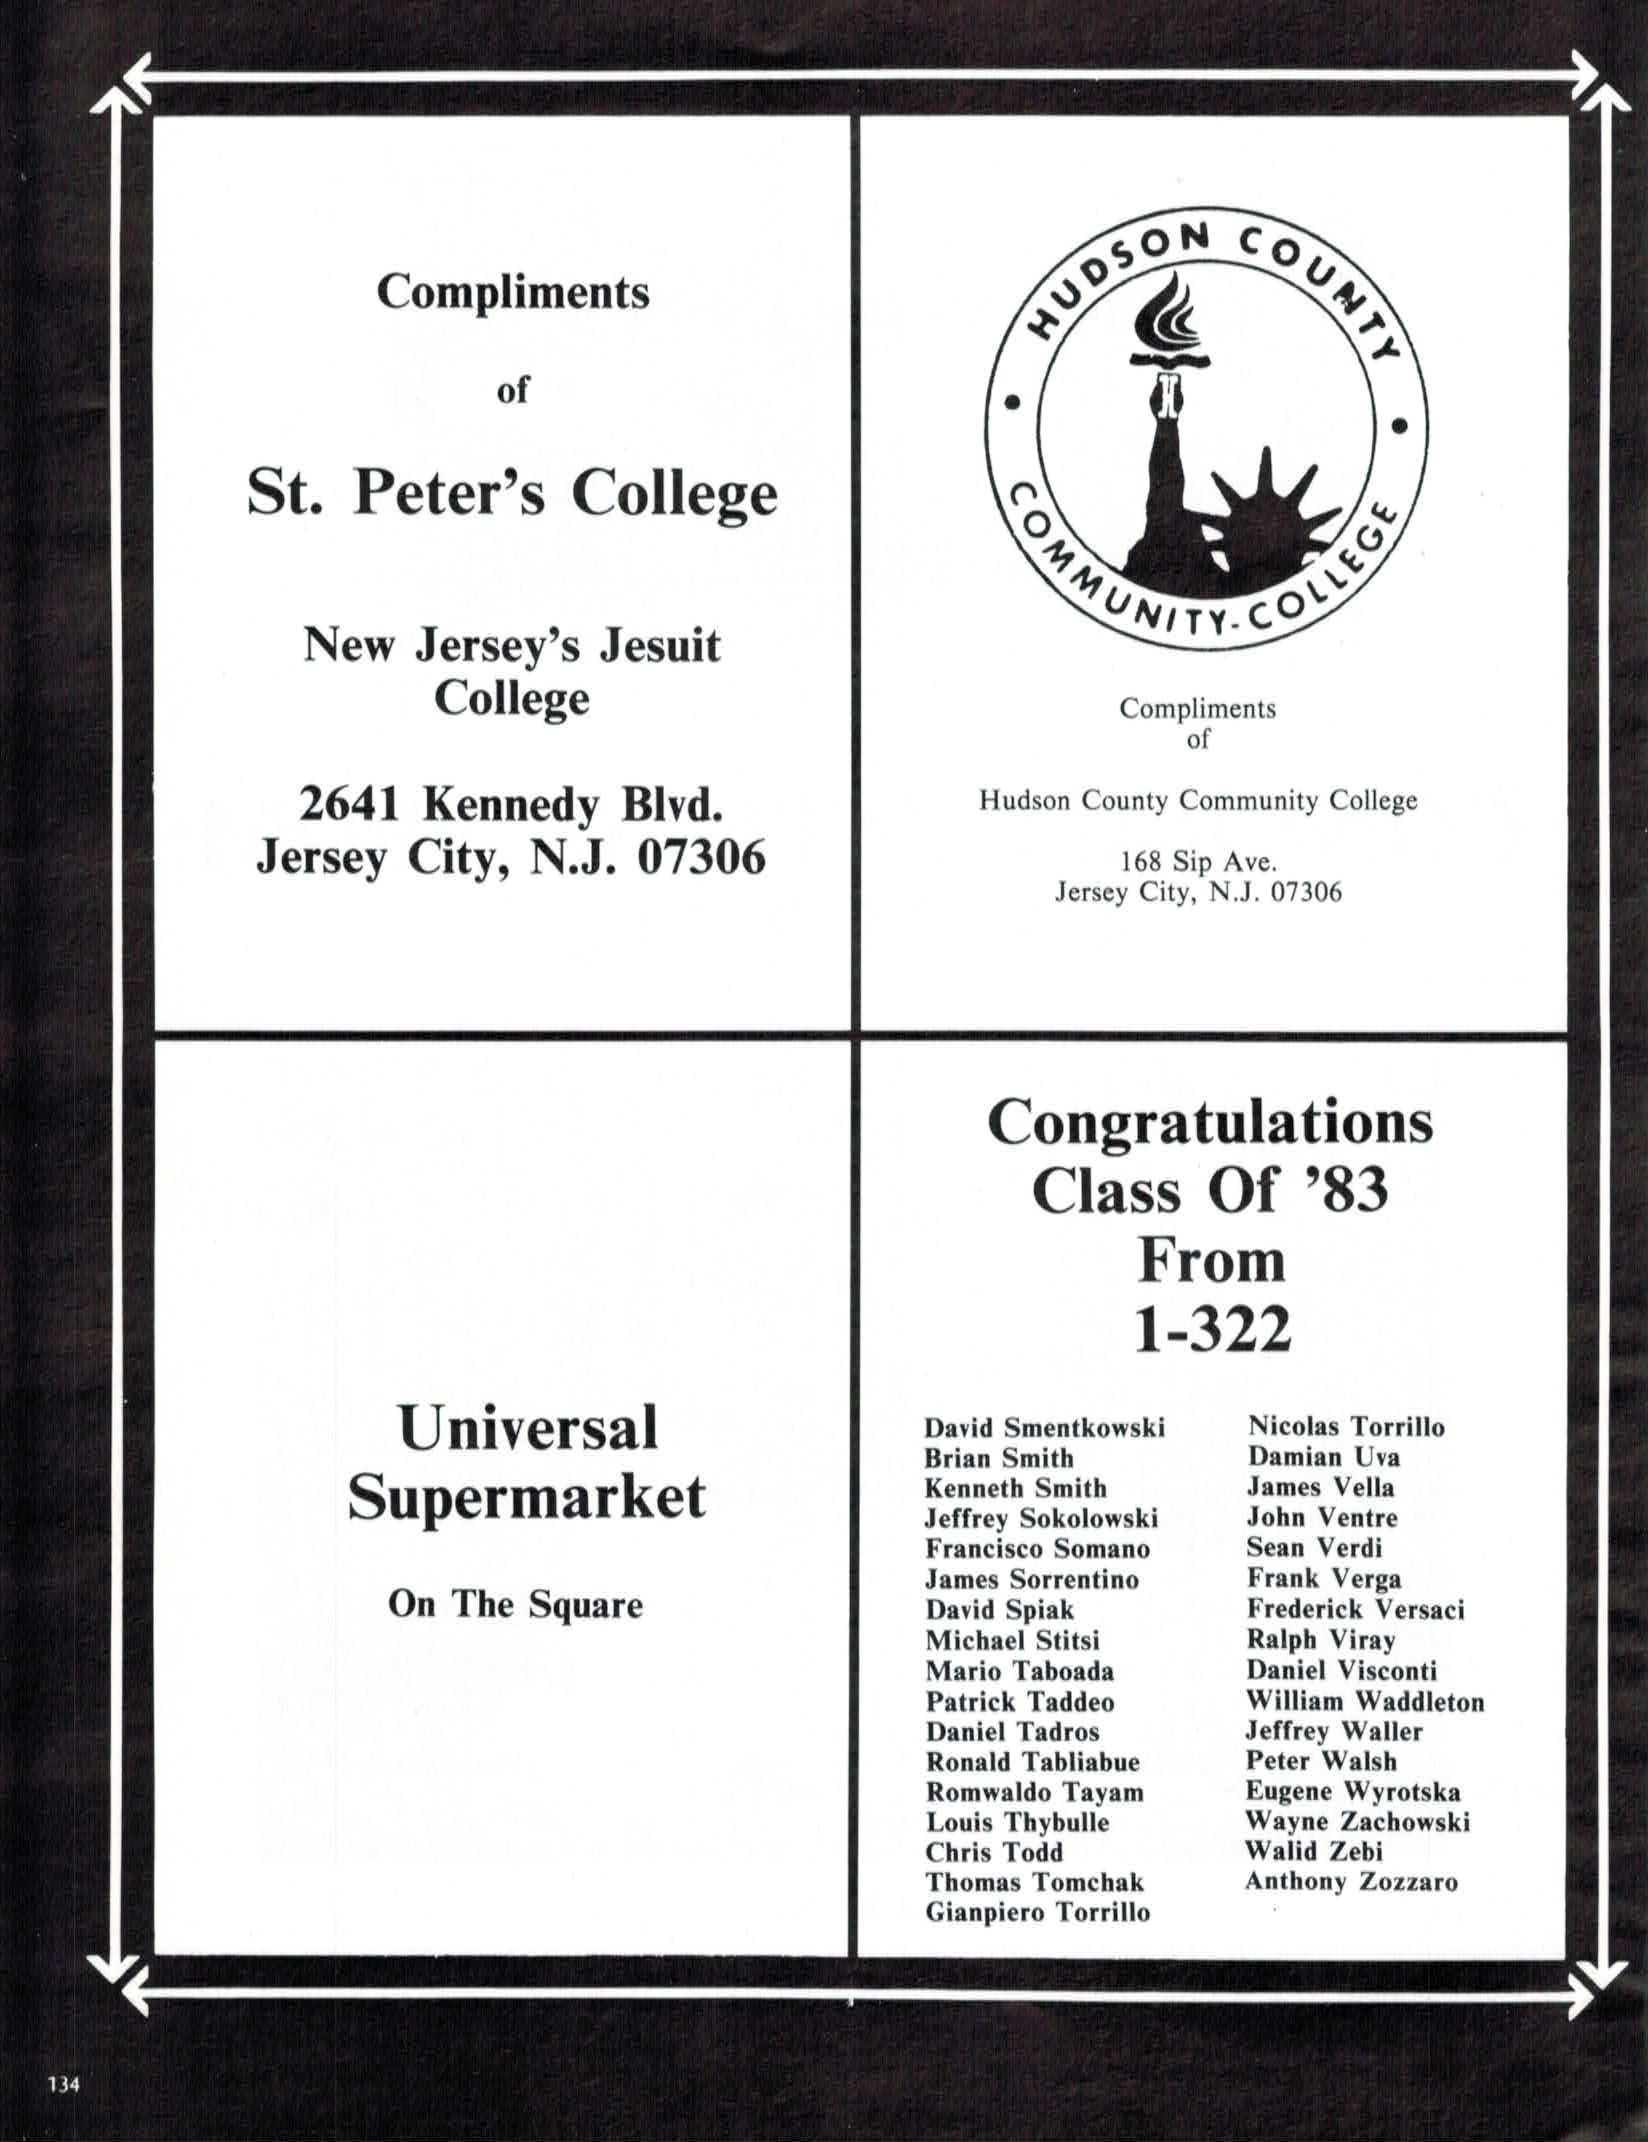 Compliments
of
St. Peter's College
New Jersey's Jesuit
College
2641 Kennedy Blvd.
Jersey City, N.J. 07306
HUDSON COUNTY
COMMUNITY-COLLEGE
H
Compliments
of
Hudson County Community College
168 Sip Ave.
Jersey City, N.J. 07306
Universal
Supermarket
On The Square
Congratulations
Class Of '83
From
1-322
David Smentkowski
Brian Smith
Kenneth Smith
Jeffrey Sokolowski
Francisco Somano
James Sorrentino
David Spiak
Michael Stitsi
Mario Taboada
Patrick Taddeo
Daniel Tadros
Ronald Tabliabue
Romwaldo Tayam
Louis Thybulle
Chris Todd
Thomas Tomchak
Gianpiero Torrillo
Nicolas Torrillo
Damian Uva
James Vella
John Ventre
Sean Verdi
Frank Verga
Frederick Versaci
Ralph Viray
Daniel Visconti
William Waddleton
Jeffrey Waller
Peter Walsh
Eugene Wyrotska
Wayne Zachowski
Walid Zebi
Anthony Zozzaro
134